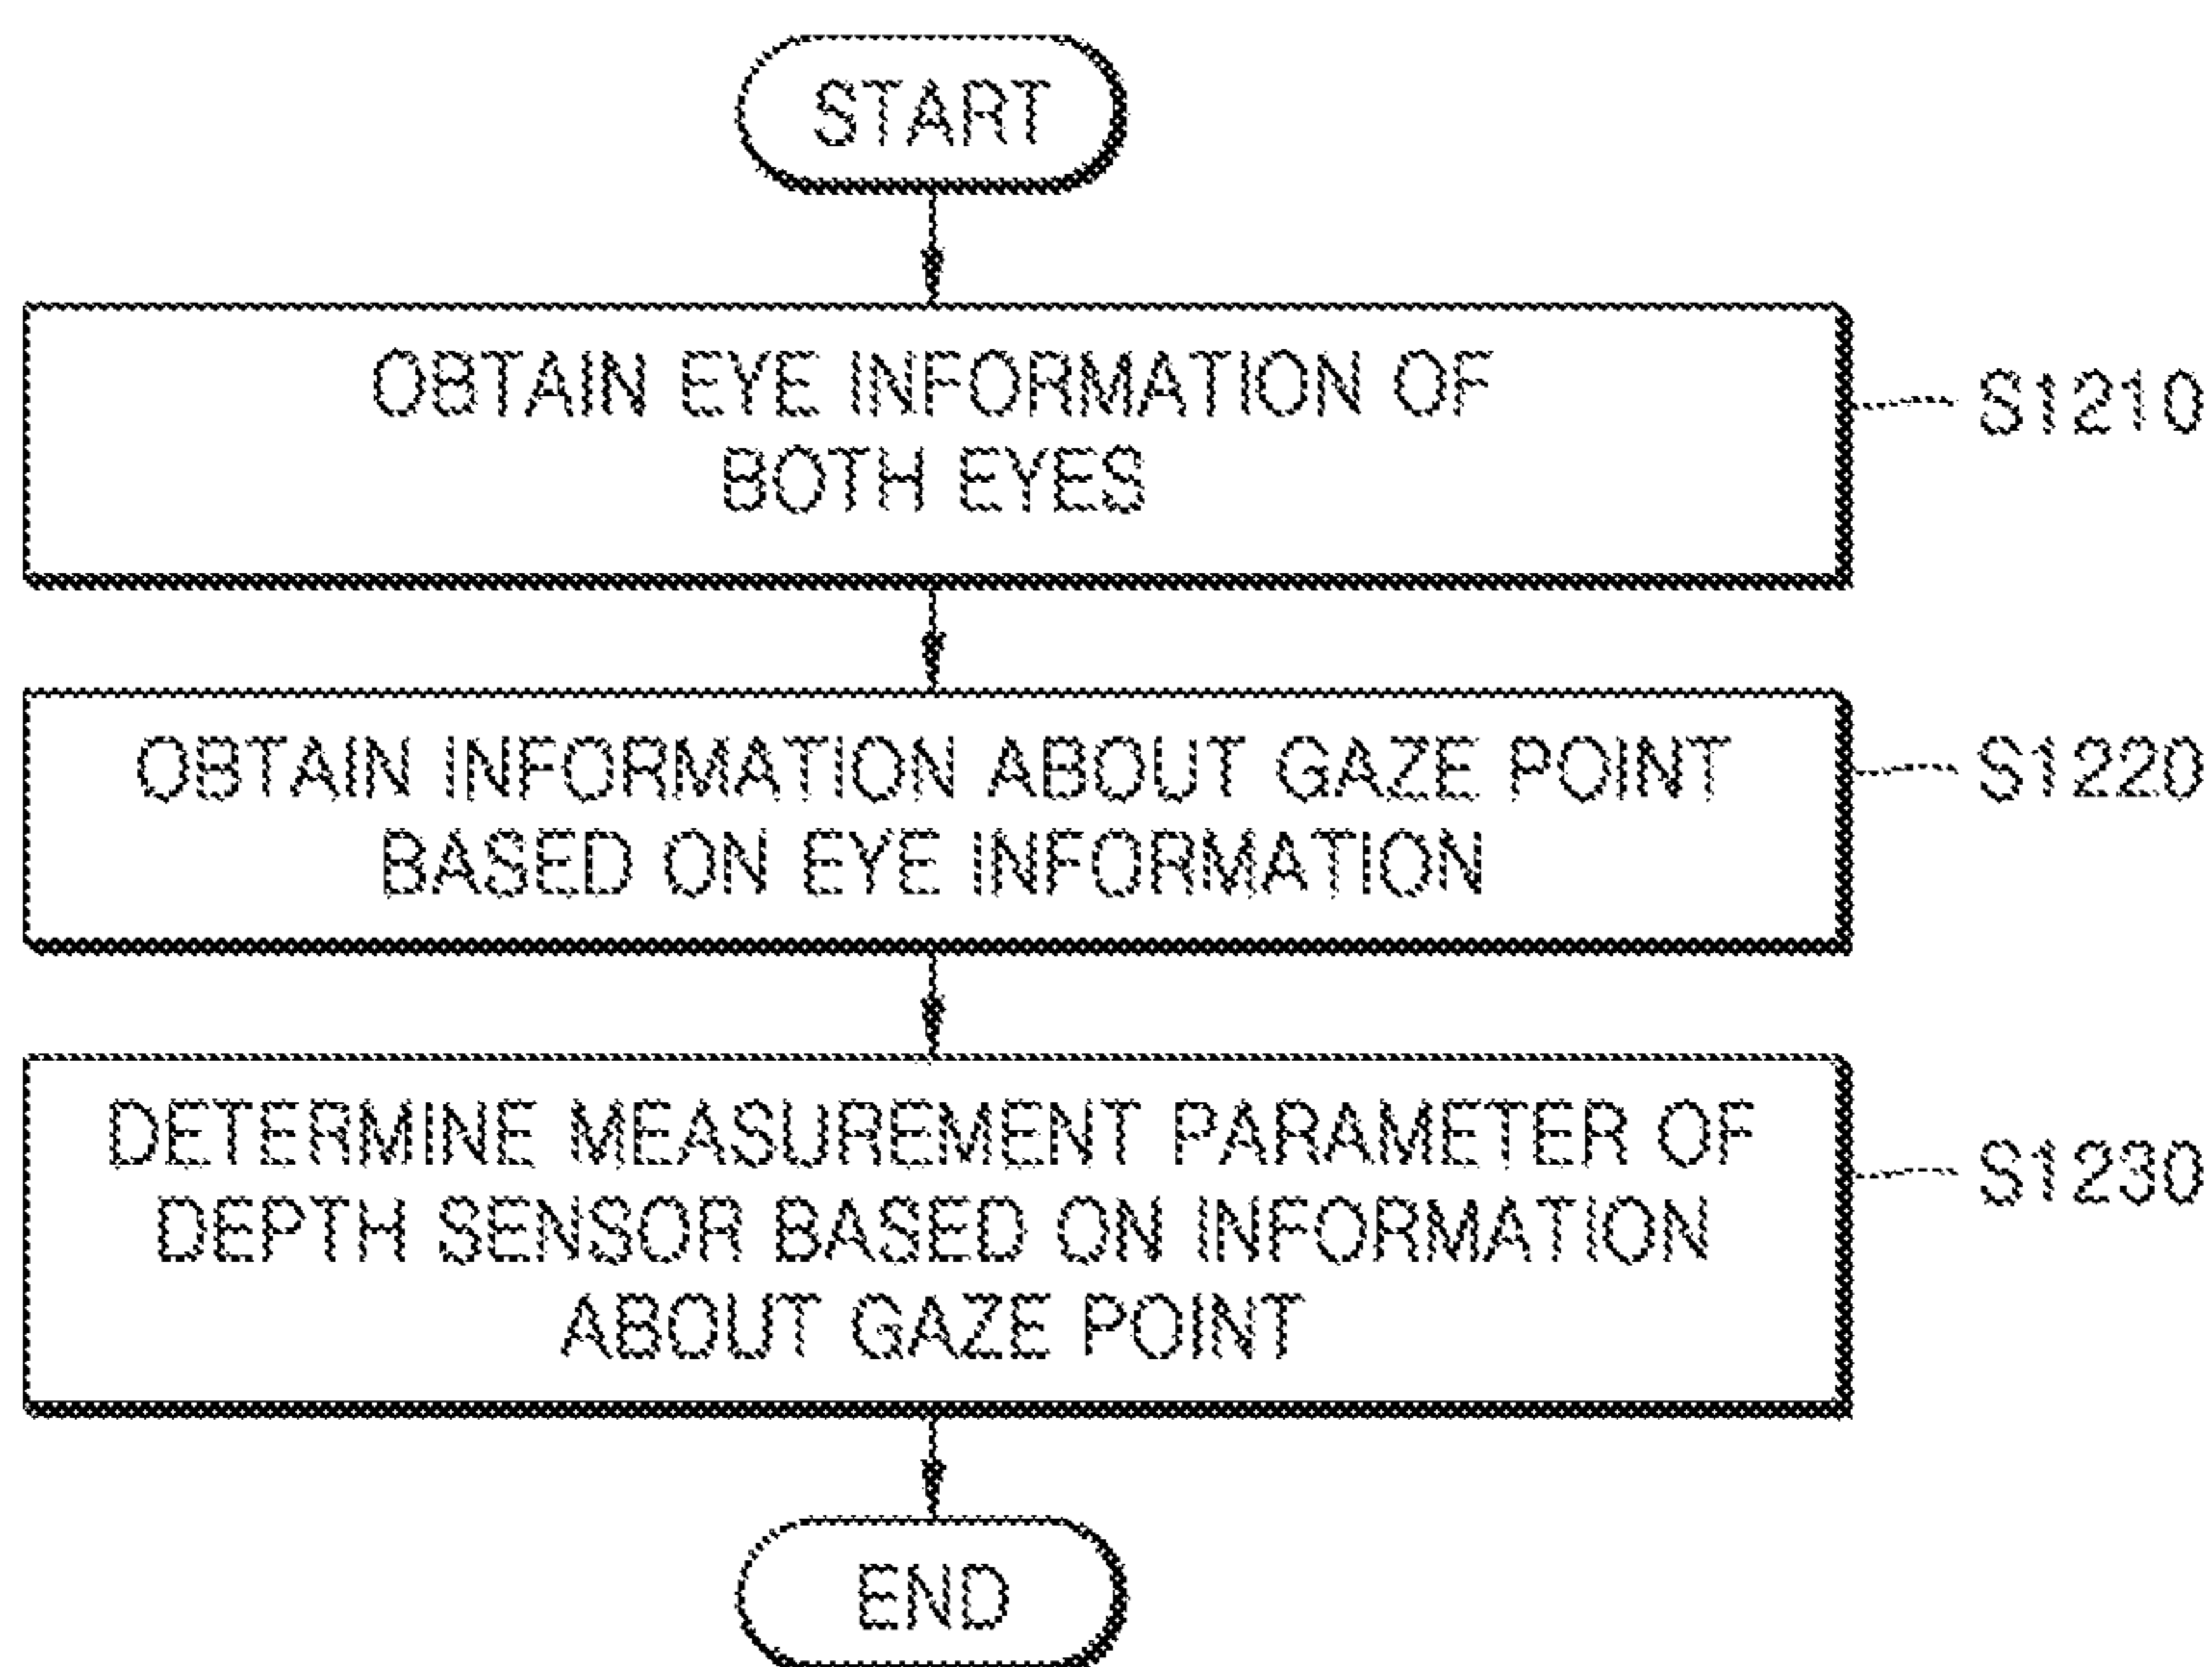 START
OBTAIN EYE INFORMATION OF
BOTH EYES
S1210
OBTAIN INFORMATION ABOUT GAZE POINT
BASED ON EYE INFORMATION
S1220
DETERMINE MEASUREMENT PARAMETER OF
DEPTH SENSOR BASED ON INFORMATION
ABOUT GAZE POINT
S1230
END